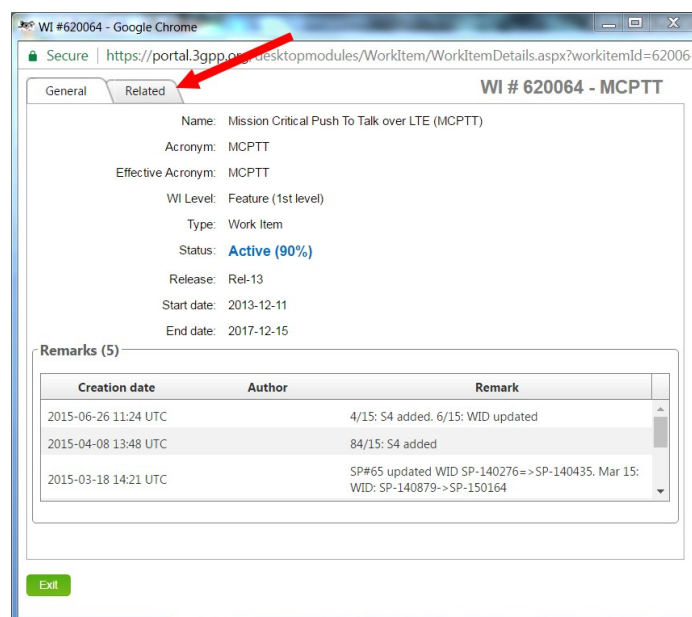 WI #620064 - Google Chrome
Secure | https://portal.3gpp.org/desktopmodules/WorkItem/WorkItemDetails.aspx?workitemId=62006
General Related WI # 620064 - MCPTT
Name: Mission Critical Push To Talk over LTE (MCPTT)
Acronym: MCPTT
Effective Acronym: MCPTT
WI Level: Feature (1st level)
Type: Work Item
Status: Active (90%)
Release: Rel-13
Start date: 2013-12-11
End date: 2017-12-15
Remarks (5)
Creation date Author Remark
2015-06-26 11:24 UTC 4/15: S4 added. 6/15: WID updated
2015-04-08 13:48 UTC 84/15: S4 added
2015-03-18 14:21 UTC SP#65 updated WID SP-140276=>SP-140435. Mar 15:
WID: SP-140879->SP-150164
Exit